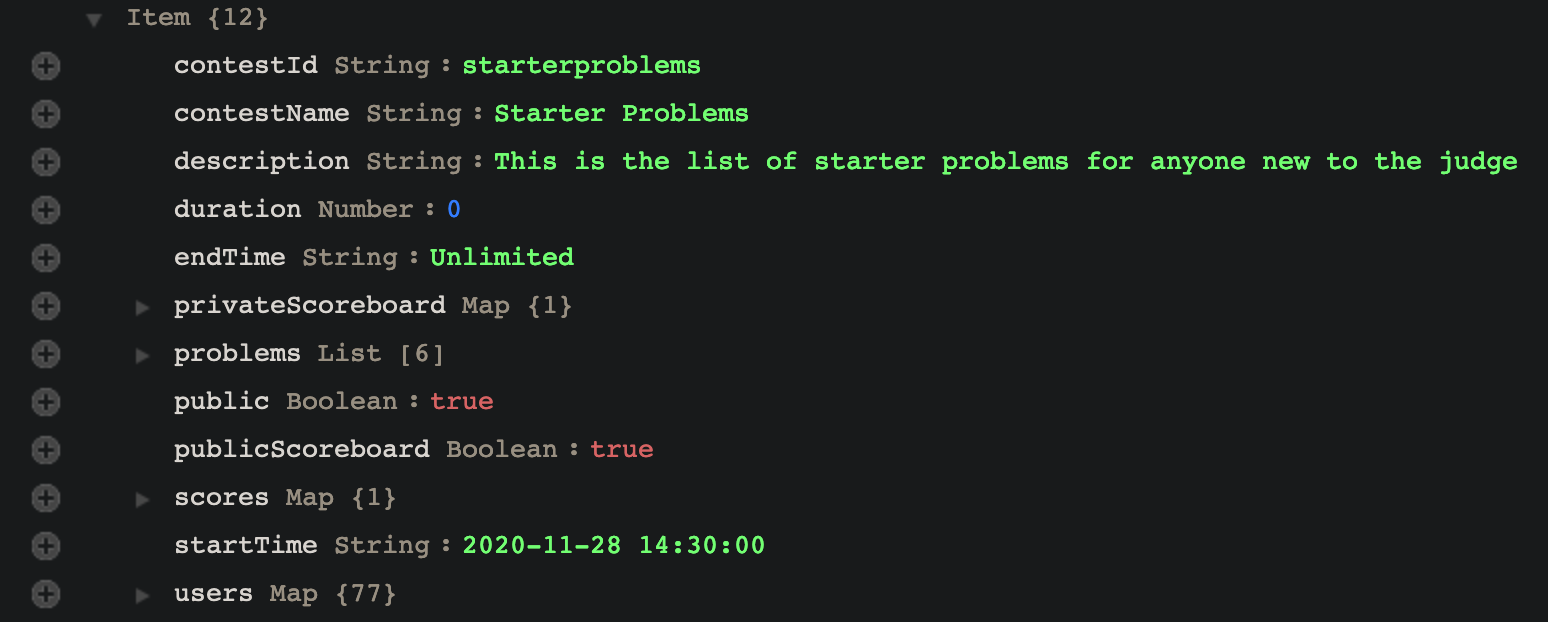 Item {12}
contestId String : starterproblems
contestName String : Starter Problems
description String : This is the list of starter problems for anyone new to the judge
duration Number : 0
endTime String : Unlimited
privateScoreboard Map {1}
problems List [6]
public Boolean : true
publicScoreboard Boolean : true
scores Map {1}
startTime String : 2020-11-28 14:30:00
users Map {77}